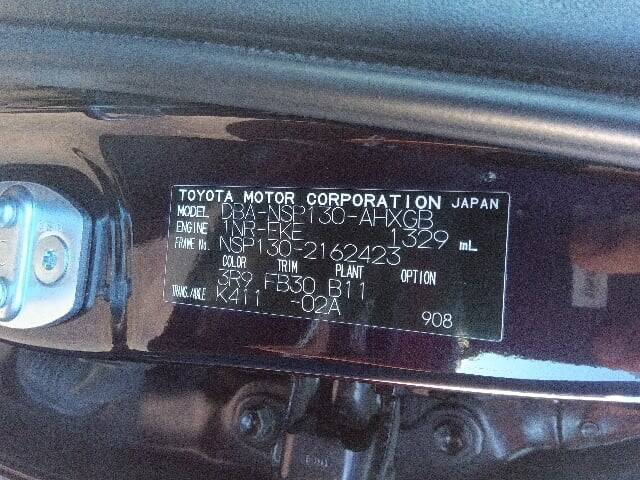 TOYOTA MOTOR CORPORATION JAPAN
MODEL DBA-NSP130-AHXGB
ENGINE 1NR-FKE 1329 mL
FRAME No. NSP130-2162423
COLOR TRIM PLANT OPTION
3R9 FB30 B11
TRANS./AXLE K411 -02A
908